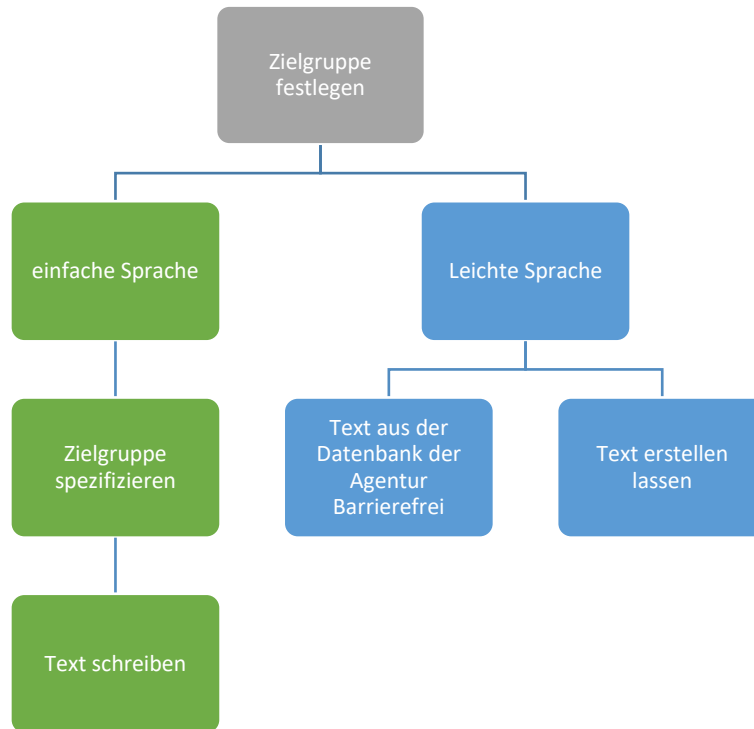 Zielgruppe
festlegen
einfache Sprache
Leichte Sprache
Zielgruppe
spezifizieren
Text aus der
Datenbank der
Agentur
Barrierefrei
Text erstellen
lassen
Text schreiben